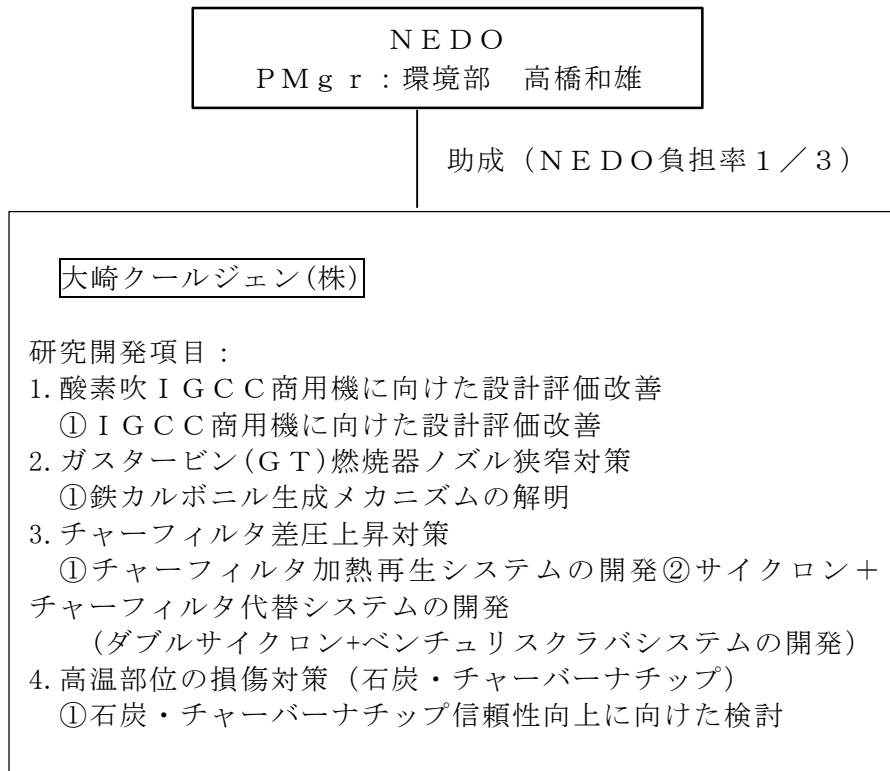 ＮＥＤＯ
ＰＭｇｒ：環境部　高橋和雄
助成（ＮＥＤＯ負担率１／３）
大崎クールジェン(株)
研究開発項目：
1.酸素吹ＩＧＣＣ商用機に向けた設計評価改善
①ＩＧＣＣ商用機に向けた設計評価改善
2.ガスタービン(ＧＴ)燃焼器ノズル狭窄対策
①鉄カルボニル生成メカニズムの解明
3.チャーフィルタ差圧上昇対策
①チャーフィルタ加熱再生システムの開発②サイクロン＋
チャーフィルタ代替システムの開発
(ダブルサイクロン+ベンチュリスクラバシステムの開発)
4.高温部位の損傷対策（石炭・チャーバーナチップ）
①石炭・チャーバーナチップ信頼性向上に向けた検討